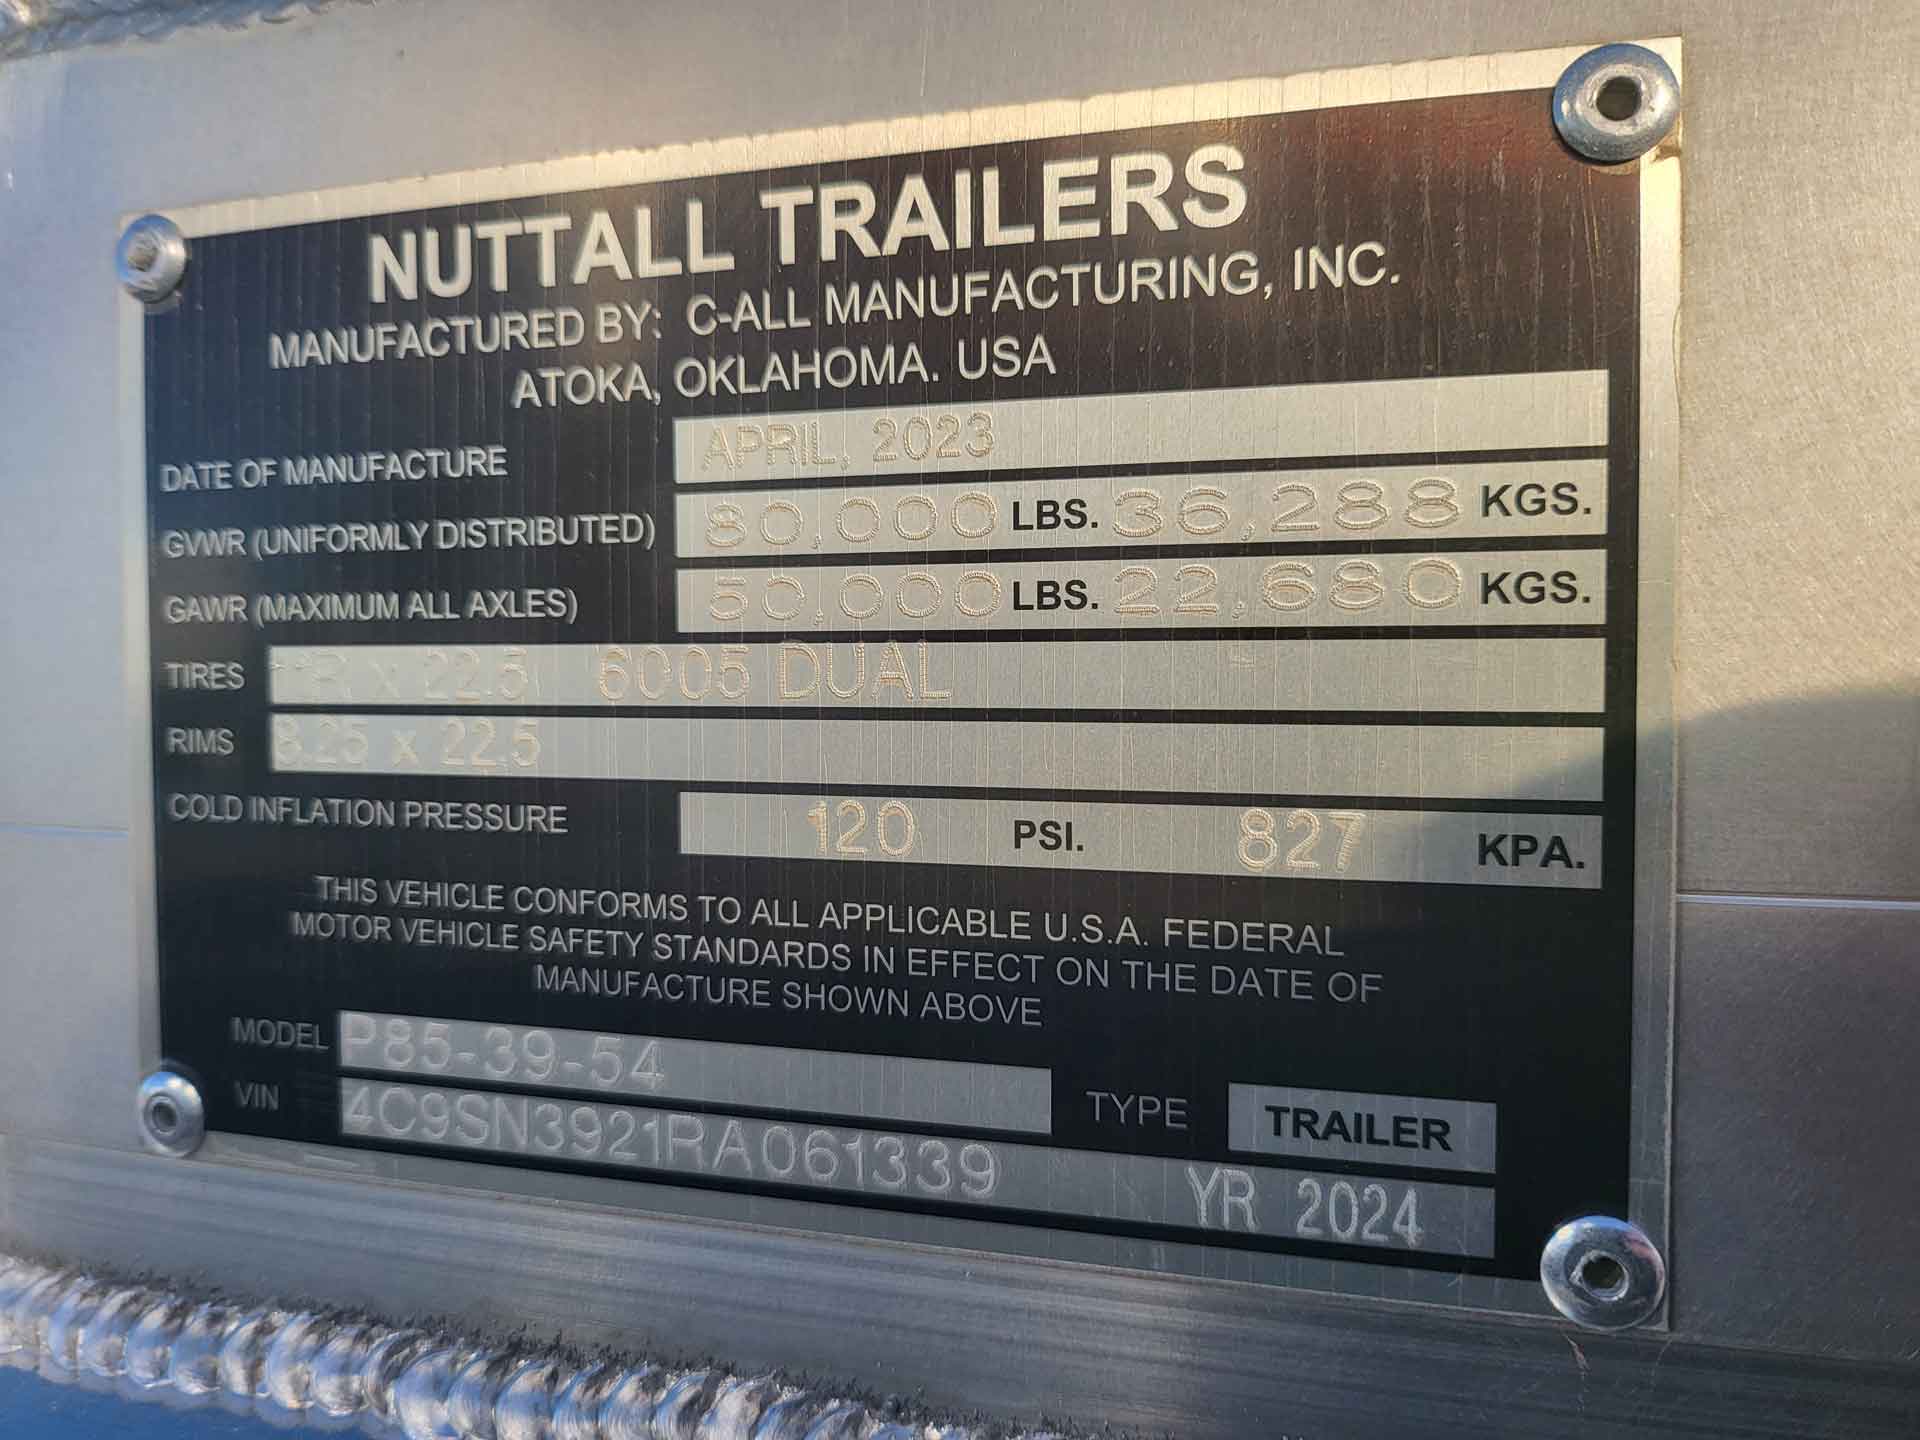 NUTTALL TRAILERS
MANUFACTURED BY: C-ALL MANUFACTURING, INC.
ATOKA, OKLAHOMA. USA
DATE OF MANUFACTURE APRIL, 2023
GVWR (UNIFORMLY DISTRIBUTED) 80,000 LBS. 36,288 KGS.
GAWR (MAXIMUM ALL AXLES) 50,000 LBS. 22,680 KGS.
TIRES 11R x 22.5 6005 DUAL
RIMS 8.25 x 22.5
COLD INFLATION PRESSURE 120 PSI. 827 KPA.
THIS VEHICLE CONFORMS TO ALL APPLICABLE U.S.A. FEDERAL
MOTOR VEHICLE SAFETY STANDARDS IN EFFECT ON THE DATE OF
MANUFACTURE SHOWN ABOVE
MODEL P85-39-54 TYPE TRAILER
VIN 4C9SN3921RA061339 YR 2024